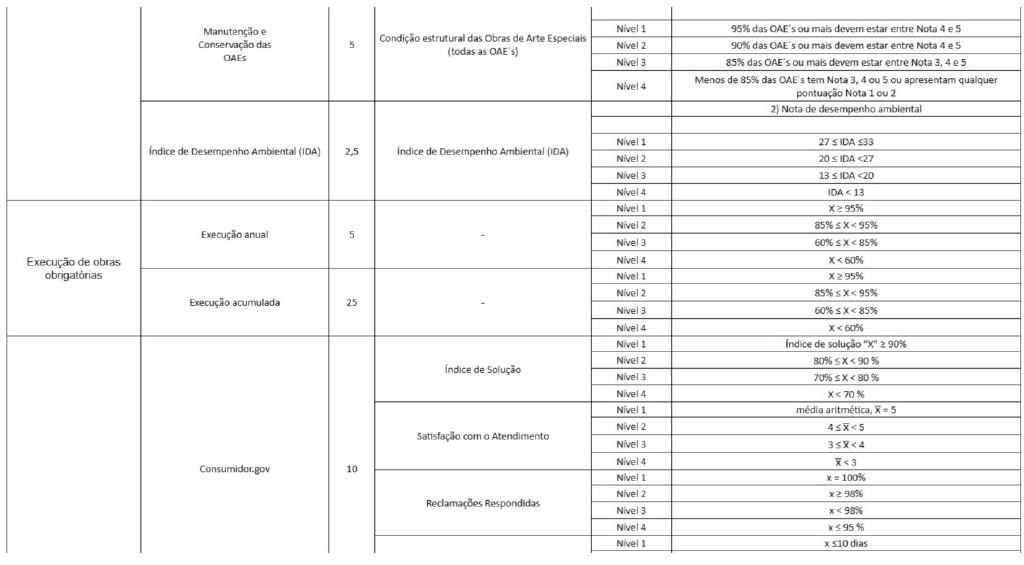 Manutenção e
Conservação das
OAEs
5
Condição estrutural das Obras de Arte Especiais
(todas as OAE´s)
Nível 1
95% das OAE´s ou mais devem estar entre Nota 4 e 5
Nível 2
90% das OAE´s ou mais devem estar entre Nota 4 e 5
Nível 3
85% das OAE´s ou mais devem estar entre Nota 3, 4 e 5
Nível 4
Menos de 85% das OAE´s tem Nota 3, 4 ou 5 ou apresentam qualquer
pontuação Nota 1 ou 2
Índice de Desempenho Ambiental (IDA)
2,5
Índice de Desempenho Ambiental (IDA)
2) Nota de desempenho ambiental
Nível 1
27 ≤ IDA ≤33
Nível 2
20 ≤ IDA <27
Nível 3
13 ≤ IDA <20
Nível 4
IDA < 13
Execução de obras
obrigatórias
Execução anual
5
-
Nível 1
X ≥ 95%
Nível 2
85% ≤ X < 95%
Nível 3
60% ≤ X < 85%
Nível 4
X < 60%
Execução acumulada
25
-
Nível 1
X ≥ 95%
Nível 2
85% ≤ X < 95%
Nível 3
60% ≤ X < 85%
Nível 4
X < 60%
Consumidor.gov
10
Índice de Solução
Nível 1
Índice de solução “X” ≥ 90%
Nível 2
80% ≤ X < 90 %
Nível 3
70% ≤ X < 80 %
Nível 4
X < 70 %
Satisfação com o Atendimento
Nível 1
média aritmética, X̅ = 5
Nível 2
4 ≤ X̅ < 5
Nível 3
3 ≤ X̅ < 4
Nível 4
X̅ < 3
Reclamações Respondidas
Nível 1
x = 100%
Nível 2
x ≥ 98%
Nível 3
x < 98%
Nível 4
x ≤ 95 %
Nível 1
x ≤10 dias